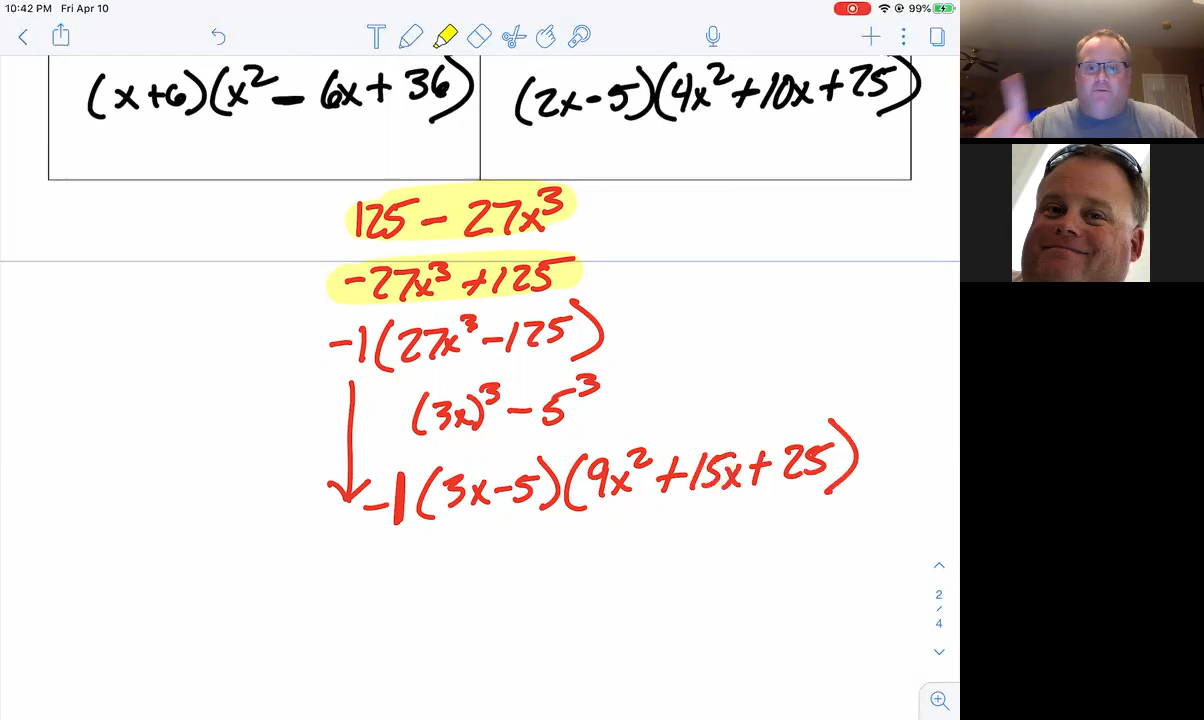 10:42 PM Fri Apr 10 99%
(x+6)(x² - 6x + 36) (2x-5)(4x²+10x+25)
125 - 27x³
-27x³ + 125
-1(27x³ - 125)
(3x)³ - 5³
-1(3x-5)(9x²+15x+25)
2
/
4